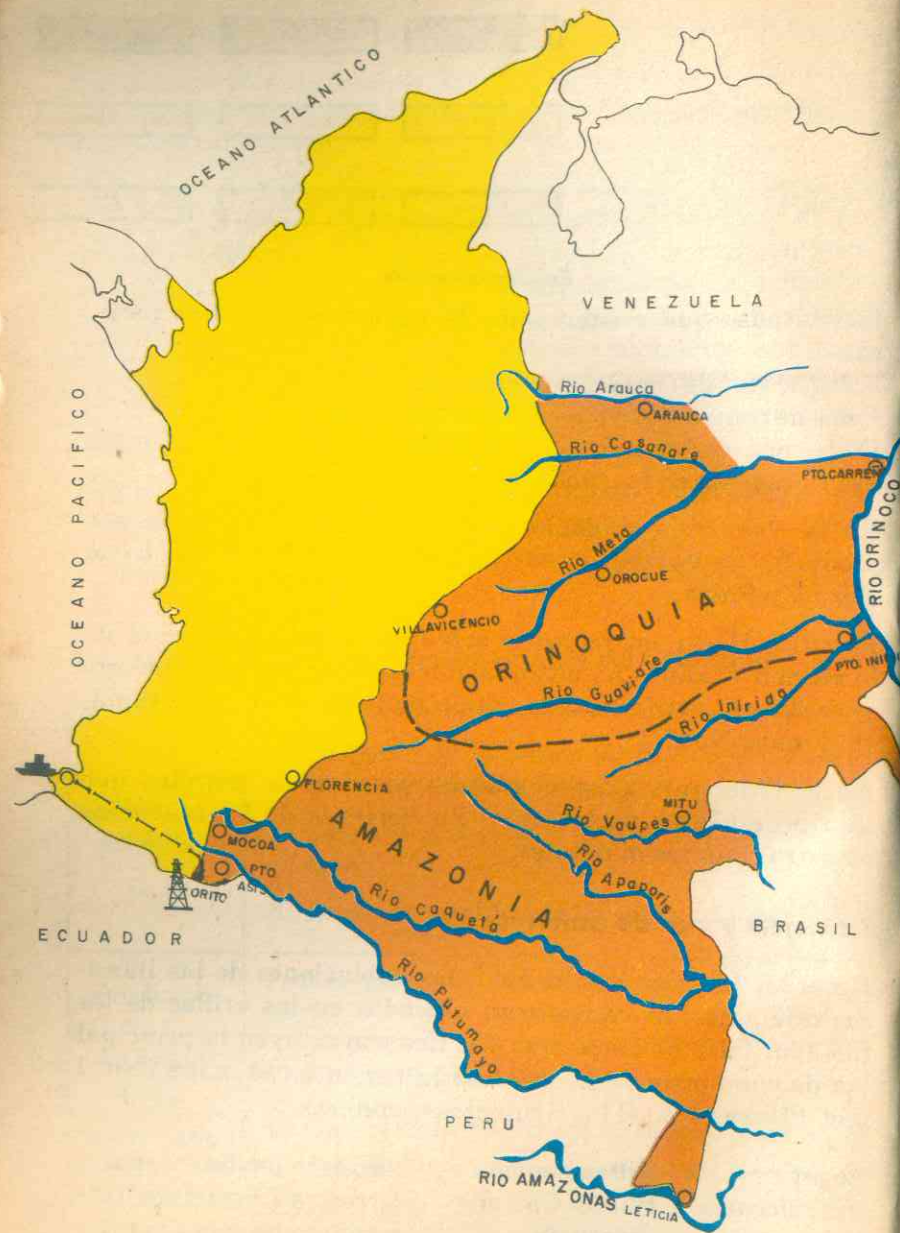 OCEANO ATLANTICO
VENEZUELA
OCEANO PACIFICO
Rio Arauca
ARAUCA
Rio Casanare
PTO. CARREÑ
RIO ORINOCO
Rio Meta
OROCUE
VILLAVICENCIO
ORINOQUIA
Rio Guaviare
PTO. INI
Rio Inirida
FLORENCIA
AMAZONIA
MITU
Rio Vaupes
MOCOA
PTO
ASIS
ORITO
Rio Apaporis
Rio Caquetá
BRASIL
ECUADOR
Rio Putumayo
PERU
RIO AMAZONAS
LETICIA